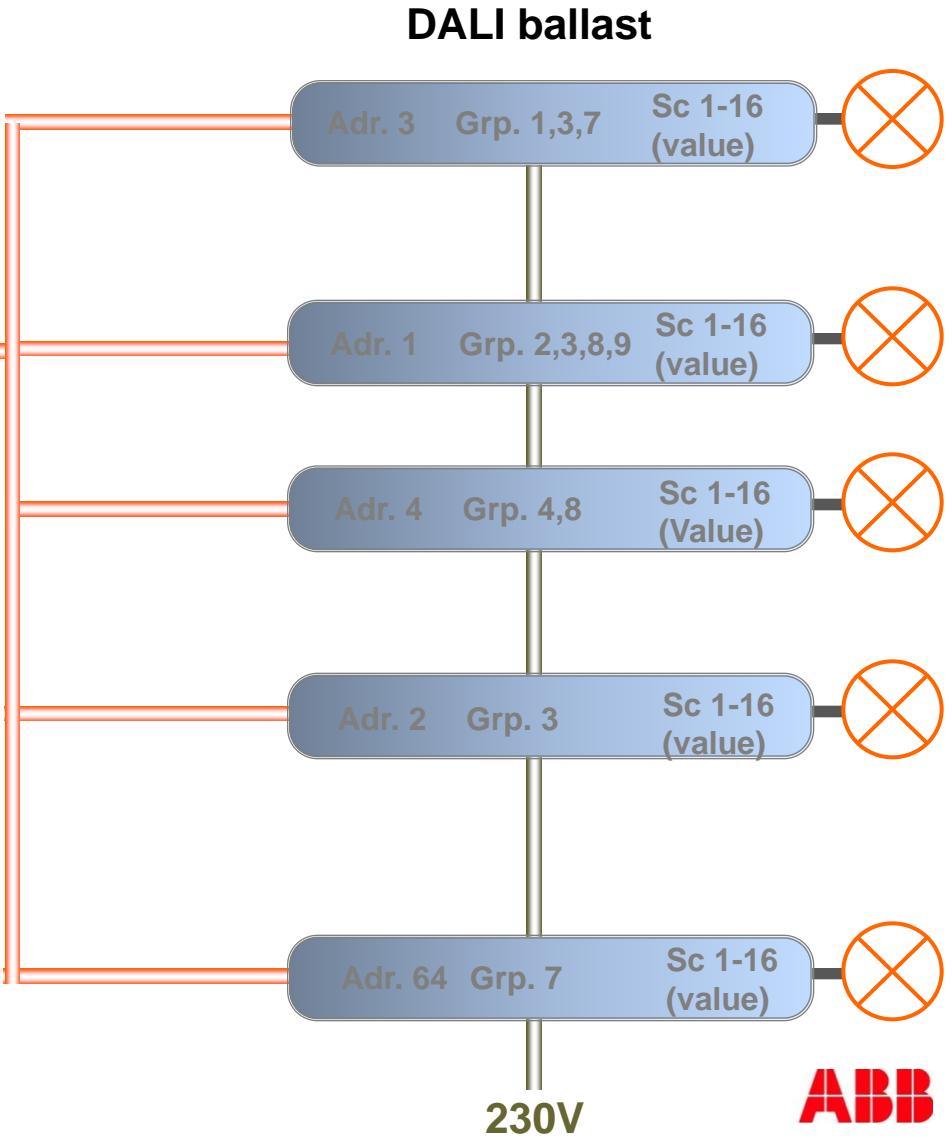 DALI ballast
Adr. 3 Grp. 1,3,7 Sc 1-16
(value)
Adr. 1 Grp. 2,3,8,9 Sc 1-16
(value)
Adr. 4 Grp. 4,8 Sc 1-16
(Value)
Adr. 2 Grp. 3 Sc 1-16
(value)
Adr. 64 Grp. 7 Sc 1-16
(value)
230V
ABB